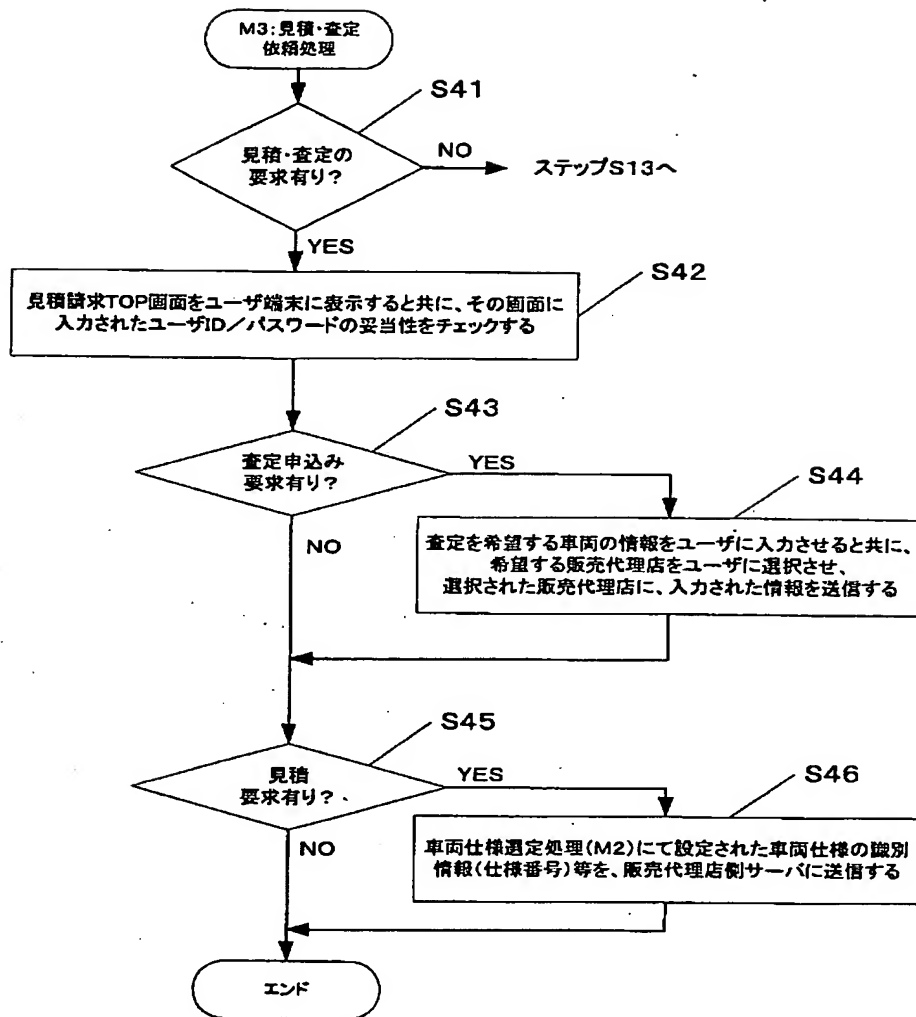 M3:見積・査定
依頼処理
S41
見積・査定の
要求有り?
NO
ステップS13へ
YES
S42
見積請求TOP画面をユーザ端末に表示すると共に、その画面に
入力されたユーザID/パスワードの妥当性をチェックする
S43
査定申込み
要求有り?
YES
S44
NO
査定を希望する車両の情報をユーザに入力させると共に、
希望する販売代理店をユーザに選択させ、
選択された販売代理店に、入力された情報を送信する
S45
見積
要求有り?
YES
S46
NO
車両仕様選定処理(M2)にて設定された車両仕様の識別
情報(仕様番号)等を、販売代理店側サーバに送信する
エンド